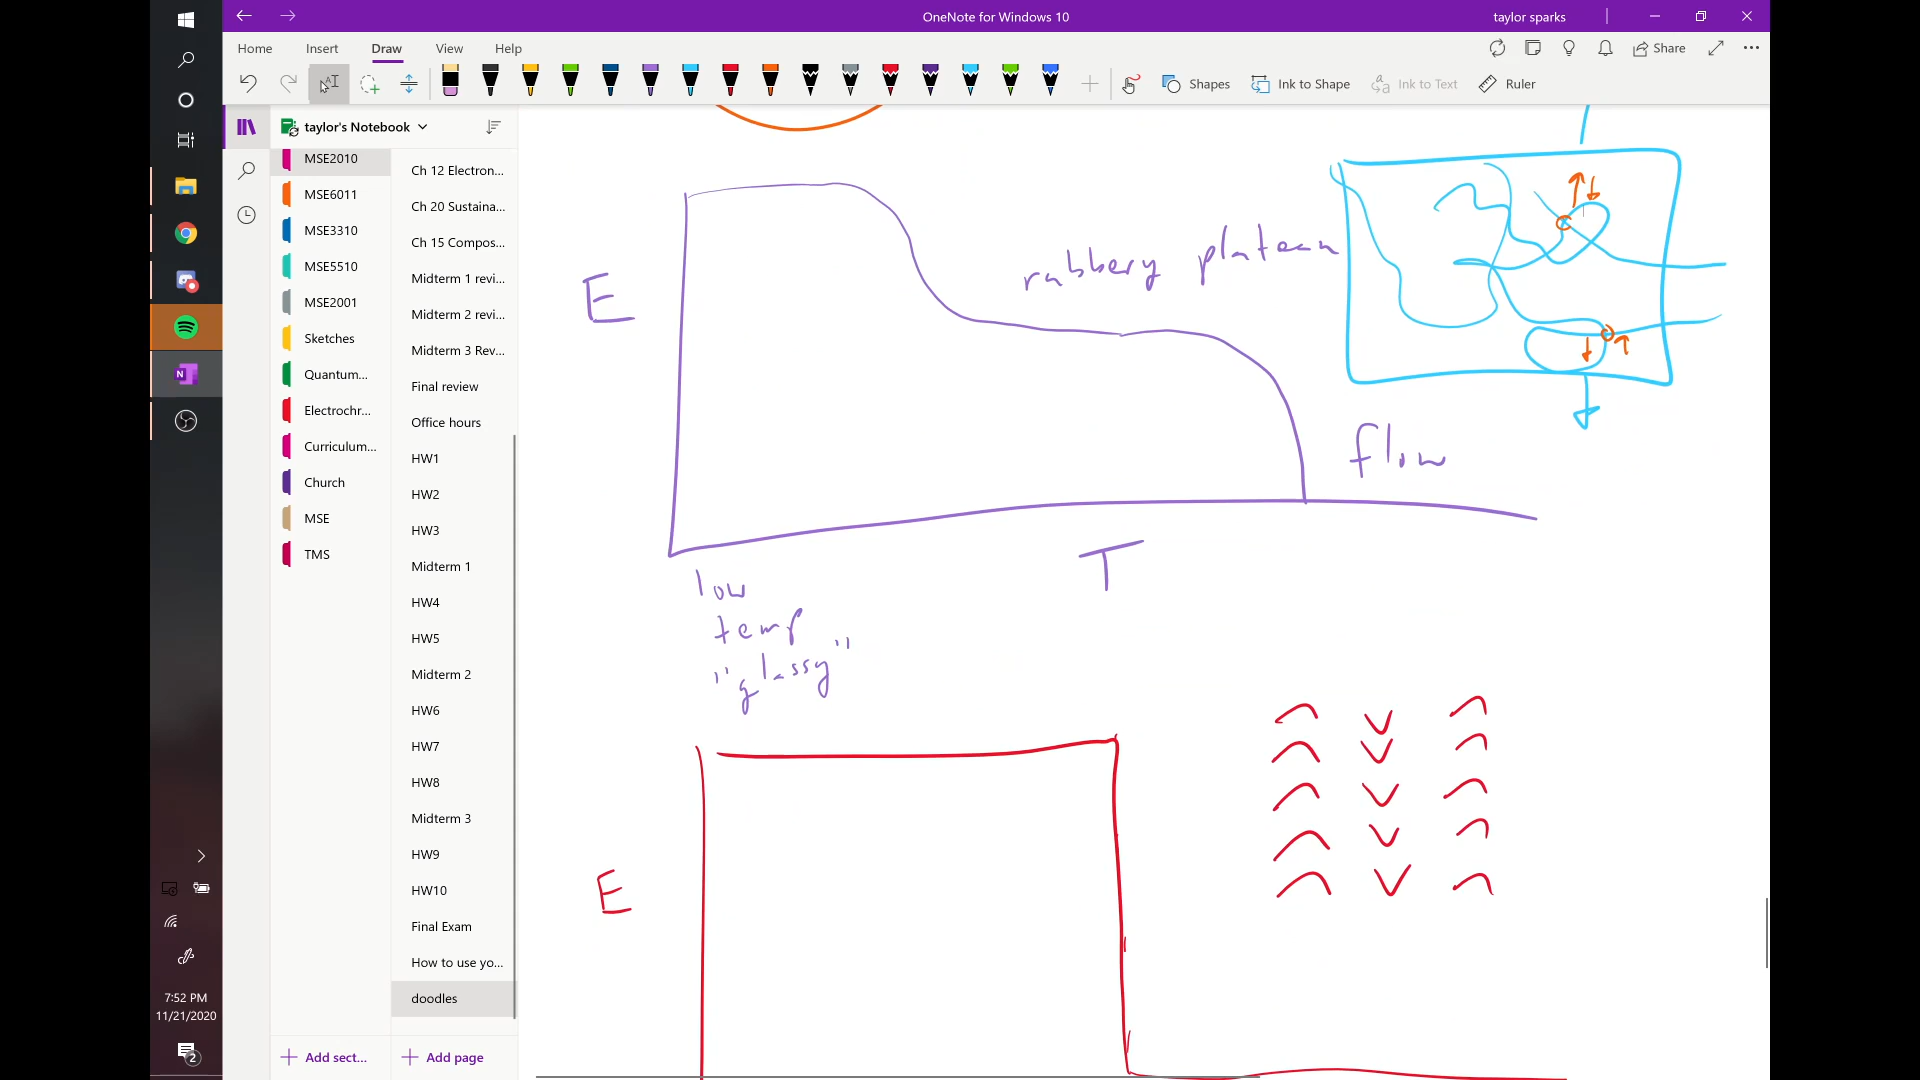 OneNote for Windows 10
taylor sparks
Home Insert Draw View Help
Share
Shapes Ink to Shape Ink to Text Ruler
taylor's Notebook
MSE2010
MSE6011
MSE3310
MSE5510
MSE2001
Sketches
Quantum...
Electrochr...
Curriculum...
Church
MSE
TMS
Add sect...
Ch 12 Electron...
Ch 20 Sustaina...
Ch 15 Compos...
Midterm 1 revi...
Midterm 2 revi...
Midterm 3 Rev...
Final review
Office hours
HW1
HW2
HW3
Midterm 1
HW4
HW5
Midterm 2
HW6
HW7
HW8
Midterm 3
HW9
HW10
Final Exam
How to use yo...
doodles
Add page
E
rubbery plateau
flow
T
low
temp
"glassy"
E
7:52 PM
11/21/2020
2